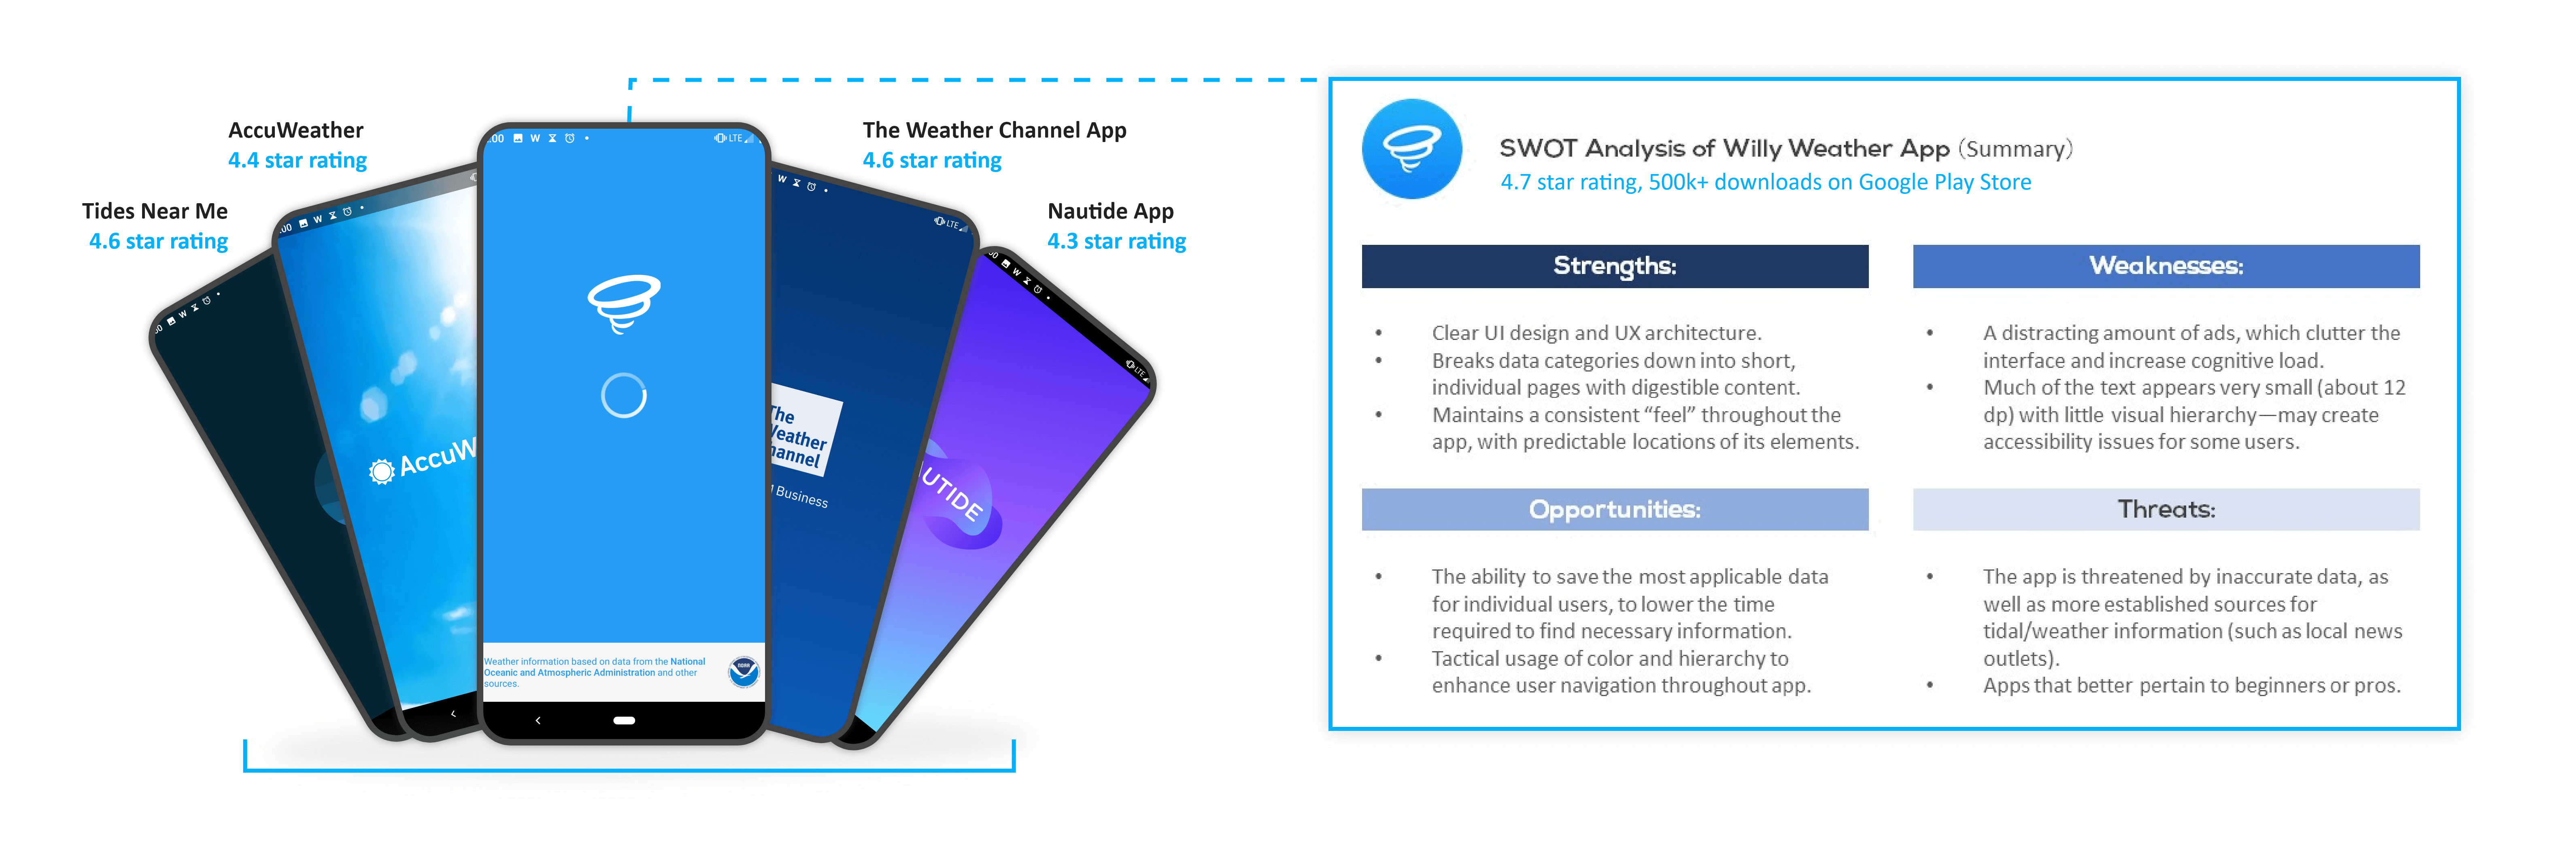 AccuWeather
4.4 star rating
Tides Near Me
4.6 star rating
The Weather Channel App
4.6 star rating
Nautide App
4.3 star rating
:00 W LTE
00 W
00 W
W
LTE
00 W
LTE
AccuW
The
Weather
Channel
Business
UTIDE
Weather information based on data from the National
Oceanic and Atmospheric Administration and other
sources.
NOAA
SWOT Analysis of Willy Weather App (Summary)
4.7 star rating, 500k+ downloads on Google Play Store
Strengths:
• Clear UI design and UX architecture.
• Breaks data categories down into short,
individual pages with digestible content.
• Maintains a consistent “feel” throughout the
app, with predictable locations of its elements.
Weaknesses:
• A distracting amount of ads, which clutter the
interface and increase cognitive load.
• Much of the text appears very small (about 12
dp) with little visual hierarchy—may create
accessibility issues for some users.
Opportunities:
• The ability to save the most applicable data
for individual users, to lower the time
required to find necessary information.
• Tactical usage of color and hierarchy to
enhance user navigation throughout app.
Threats:
• The app is threatened by inaccurate data, as
well as more established sources for
tidal/weather information (such as local news
outlets).
• Apps that better pertain to beginners or pros.